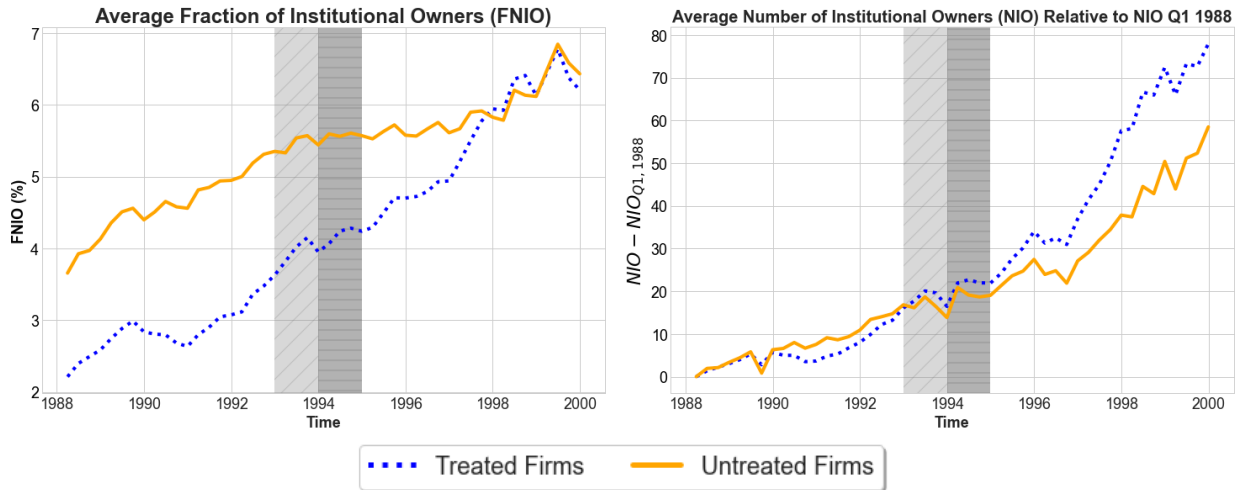 Average Fraction of Institutional Owners (FNIO)
7
6
5
4
3
2
FNIO (%)
1988 1990 1992 1994 1996 1998 2000
Time
Average Number of Institutional Owners (NIO) Relative to NIO Q1 1988
80
70
60
50
40
30
20
10
0
NIO − NIO_{Q1, 1988}
1988 1990 1992 1994 1996 1998 2000
Time
Treated Firms Untreated Firms